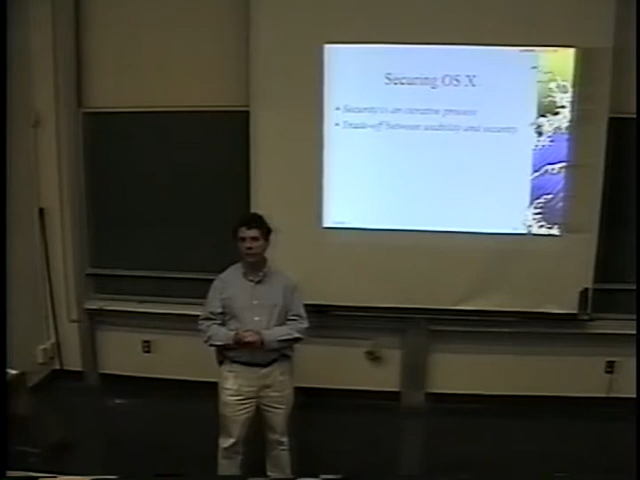 Securing OS X
• Security is an iterative process
• Trade-off between usability and security